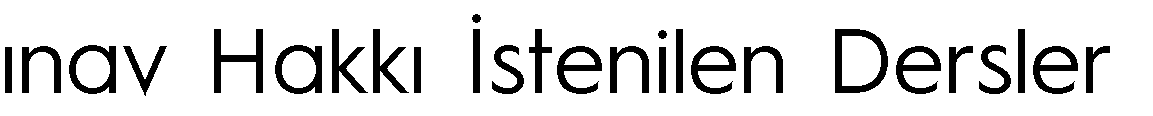 ınav Hakkı İstenilen Dersler